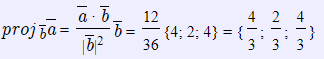 proj_b̅ a̅ = (a̅ · b̅) / |b̅|² b̅ = 12/36 {4; 2; 4} = {4/3; 2/3; 4/3}